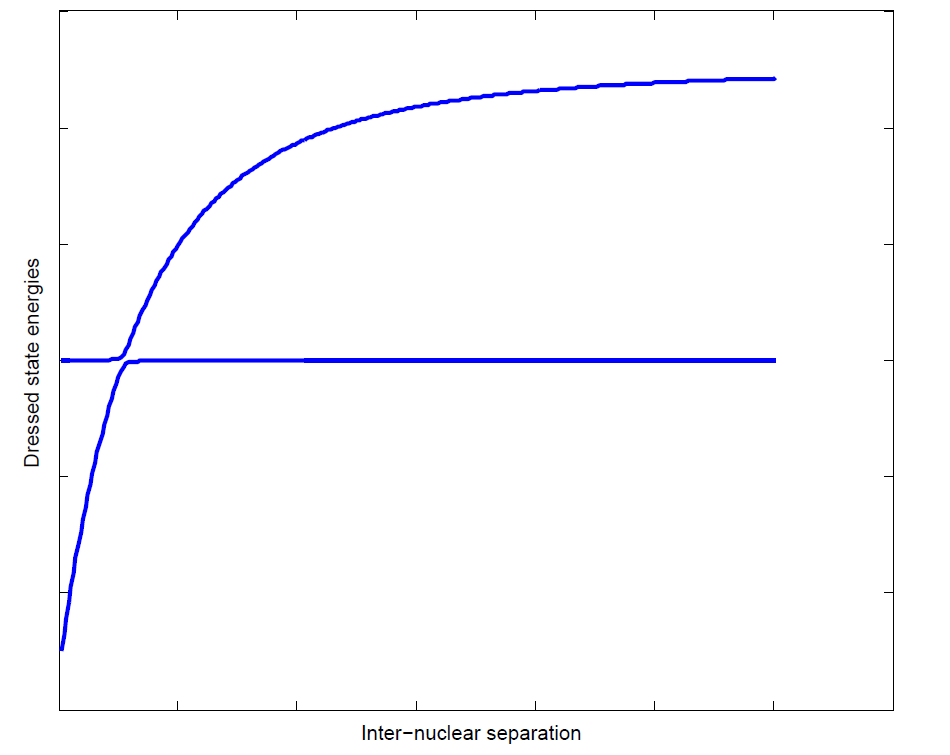 Dressed state energies
Inter−nuclear separation